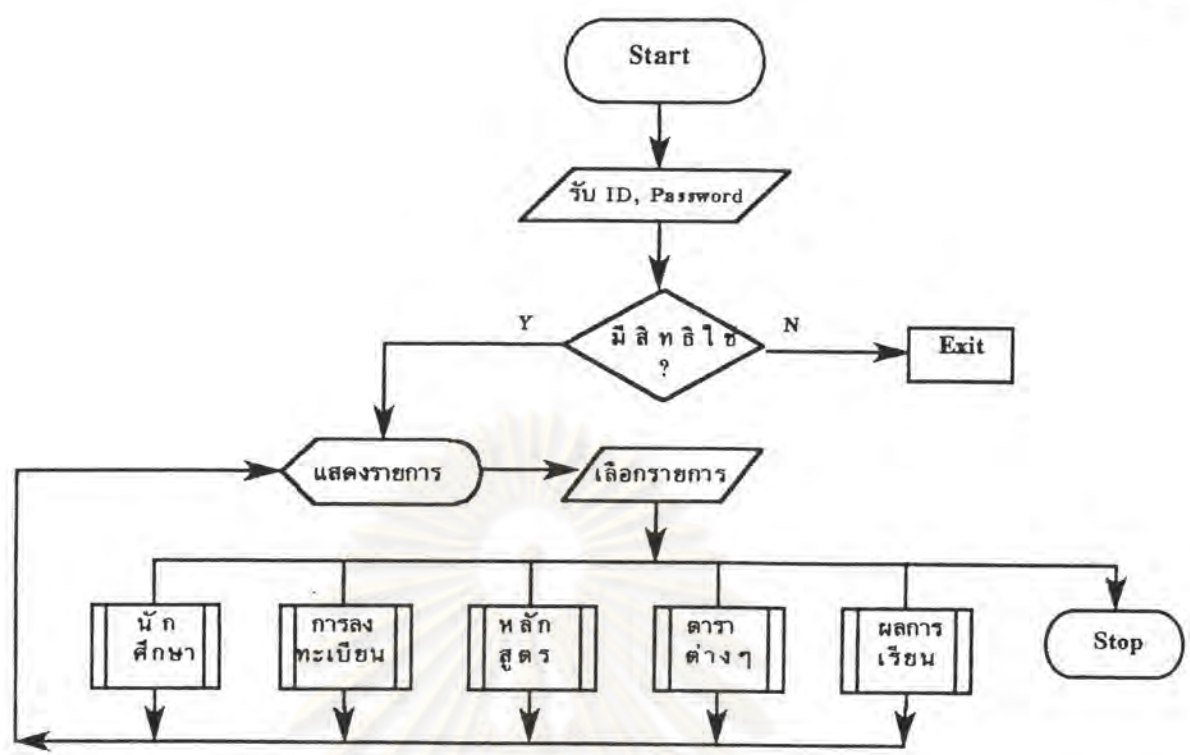 Start
รับ ID, Password
Y
มีสิทธิใช้
?
N
Exit
แสดงรายการ
เลือกรายการ
นัก
ศึกษา
การลง
ทะเบียน
หลัก
สูตร
ตารา
ต่างๆ
ผลการ
เรียน
Stop